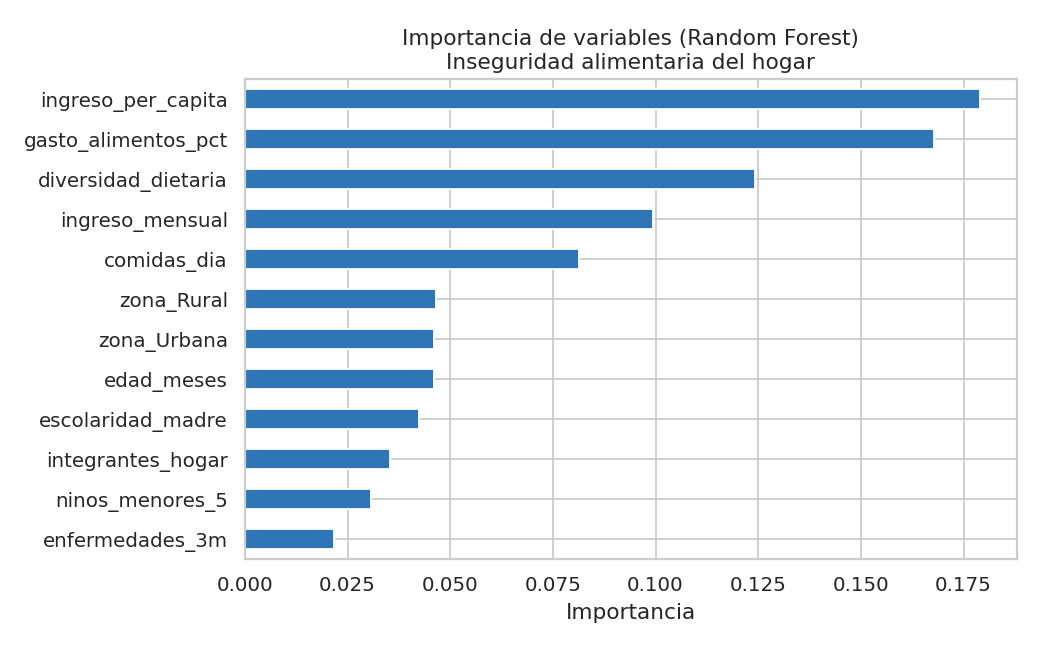 Importancia de variables (Random Forest)
Inseguridad alimentaria del hogar
ingreso_per_capita
gasto_alimentos_pct
diversidad_dietaria
ingreso_mensual
comidas_dia
zona_Rural
zona_Urbana
edad_meses
escolaridad_madre
integrantes_hogar
ninos_menores_5
enfermedades_3m
0.000 0.025 0.050 0.075 0.100 0.125 0.150 0.175
Importancia